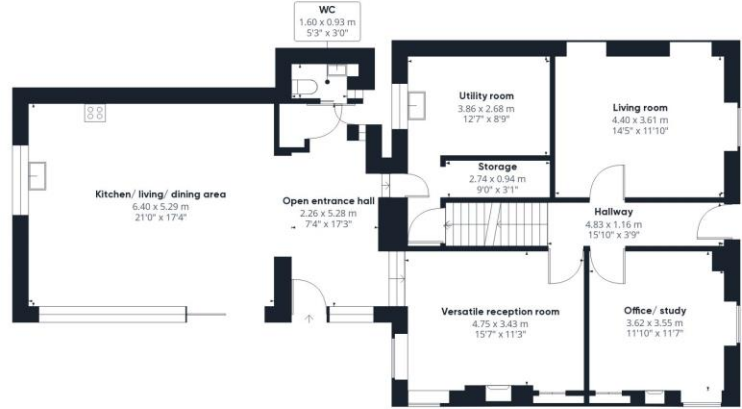 WC
1.60 x 0.93 m
5'3" x 3'0"
Utility room
3.86 x 2.68 m
12'7" x 8'9"
Living room
4.40 x 3.61 m
14'5" x 11'10"
Storage
2.74 x 0.94 m
9'0" x 3'1"
Kitchen/ living/ dining area
6.40 x 5.29 m
21'0" x 17'4"
Open entrance hall
2.26 x 5.28 m
7'4" x 17'3"
Hallway
4.83 x 1.16 m
15'10" x 3'9"
Versatile reception room
4.75 x 3.43 m
15'7" x 11'3"
Office/ study
3.62 x 3.55 m
11'10" x 11'7"